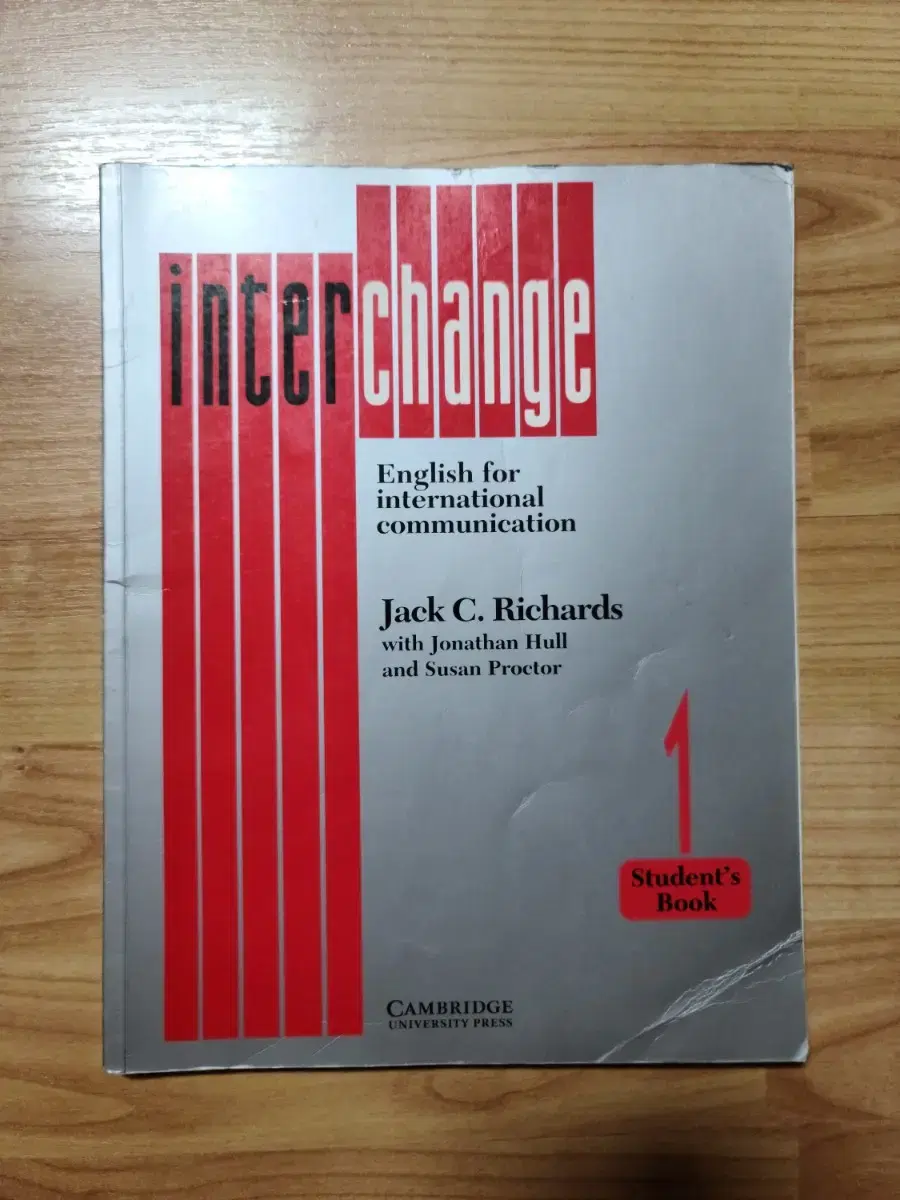 interchange
English for
international
communication
Jack C. Richards
with Jonathan Hull
and Susan Proctor
1
Student's
Book
CAMBRIDGE
UNIVERSITY PRESS